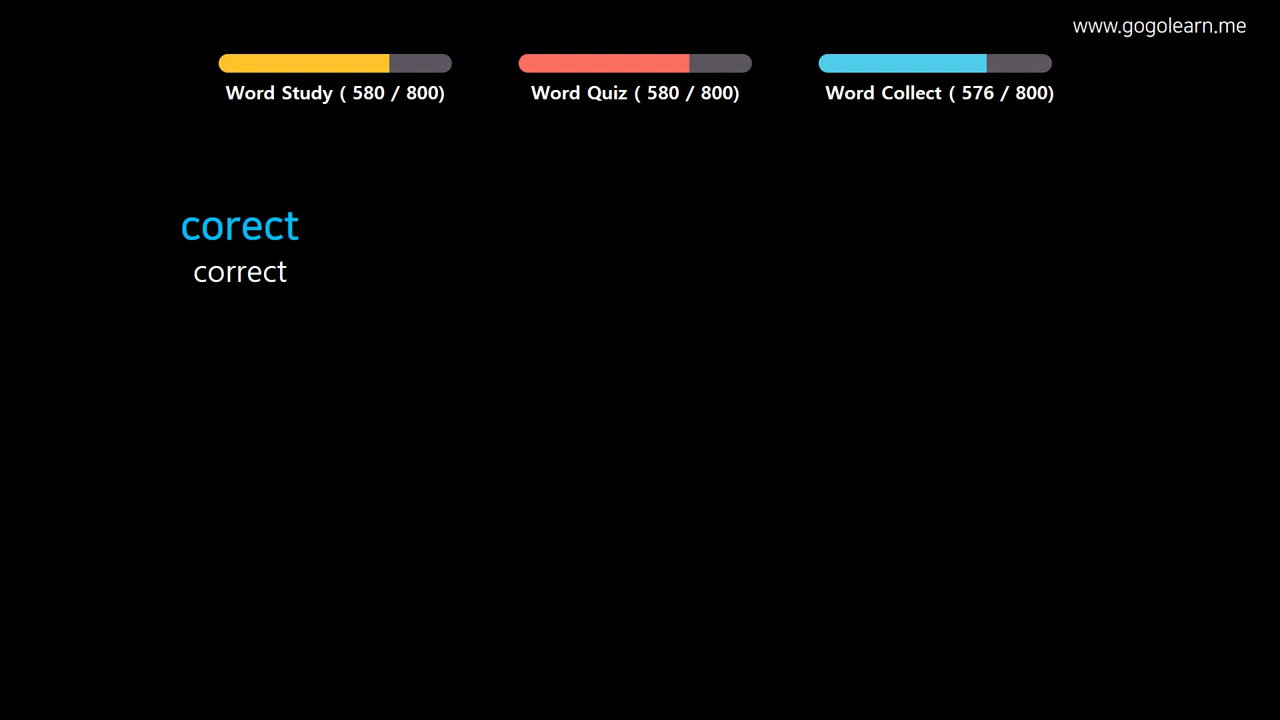 www.gogolearn.me
Word Study ( 580 / 800)
Word Quiz ( 580 / 800)
Word Collect ( 576 / 800)
corect
correct